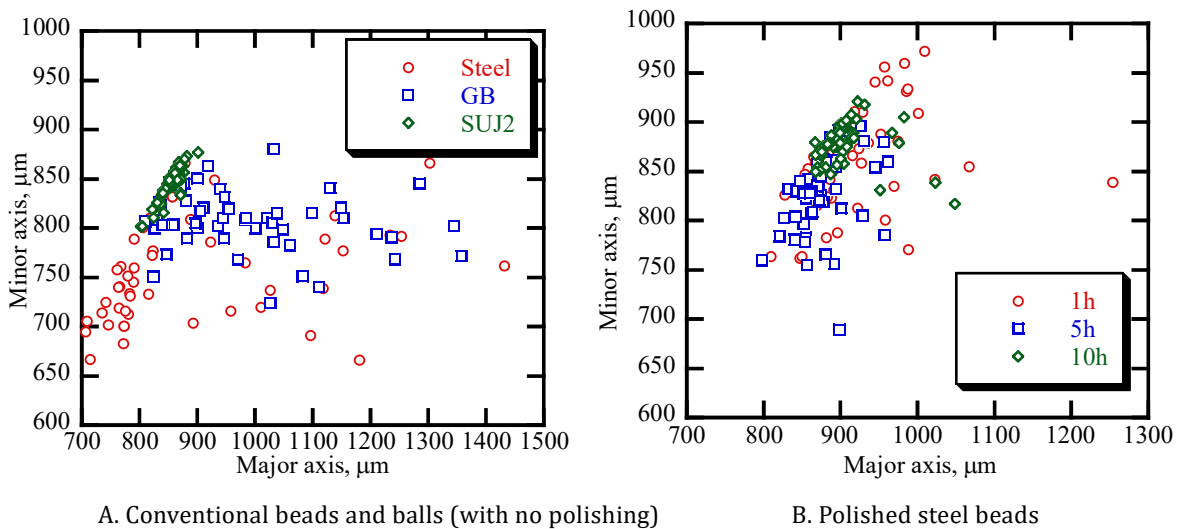 1000
950
900
850
800
750
700
650
600
Minor axis, μm
Steel
GB
SUJ2
700 800 900 1000 1100 1200 1300 1400 1500
Major axis, μm
A. Conventional beads and balls (with no polishing)
1000
950
900
850
800
750
700
650
600
Minor axis, μm
1h
5h
10h
700 800 900 1000 1100 1200 1300
Major axis, μm
B. Polished steel beads